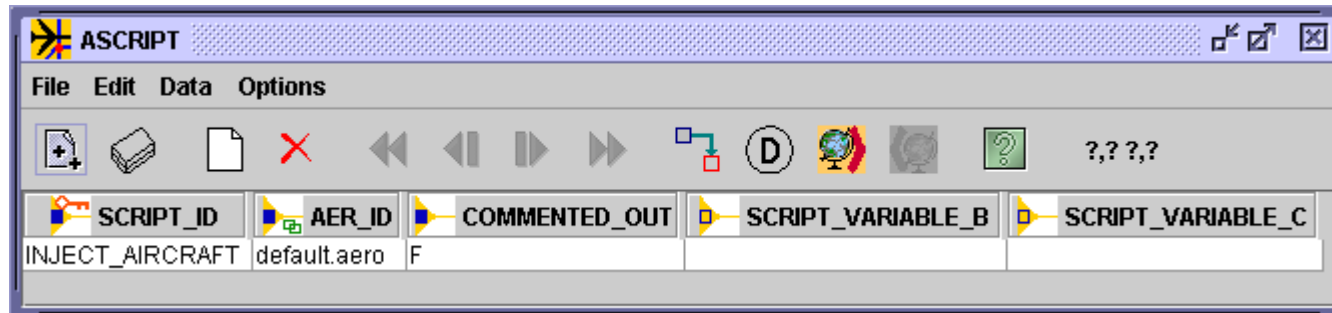 ASCRIPT
File Edit Data Options
D ? ?,? ?,?
SCRIPT_ID AER_ID COMMENTED_OUT SCRIPT_VARIABLE_B SCRIPT_VARIABLE_C
INJECT_AIRCRAFT default.aero F